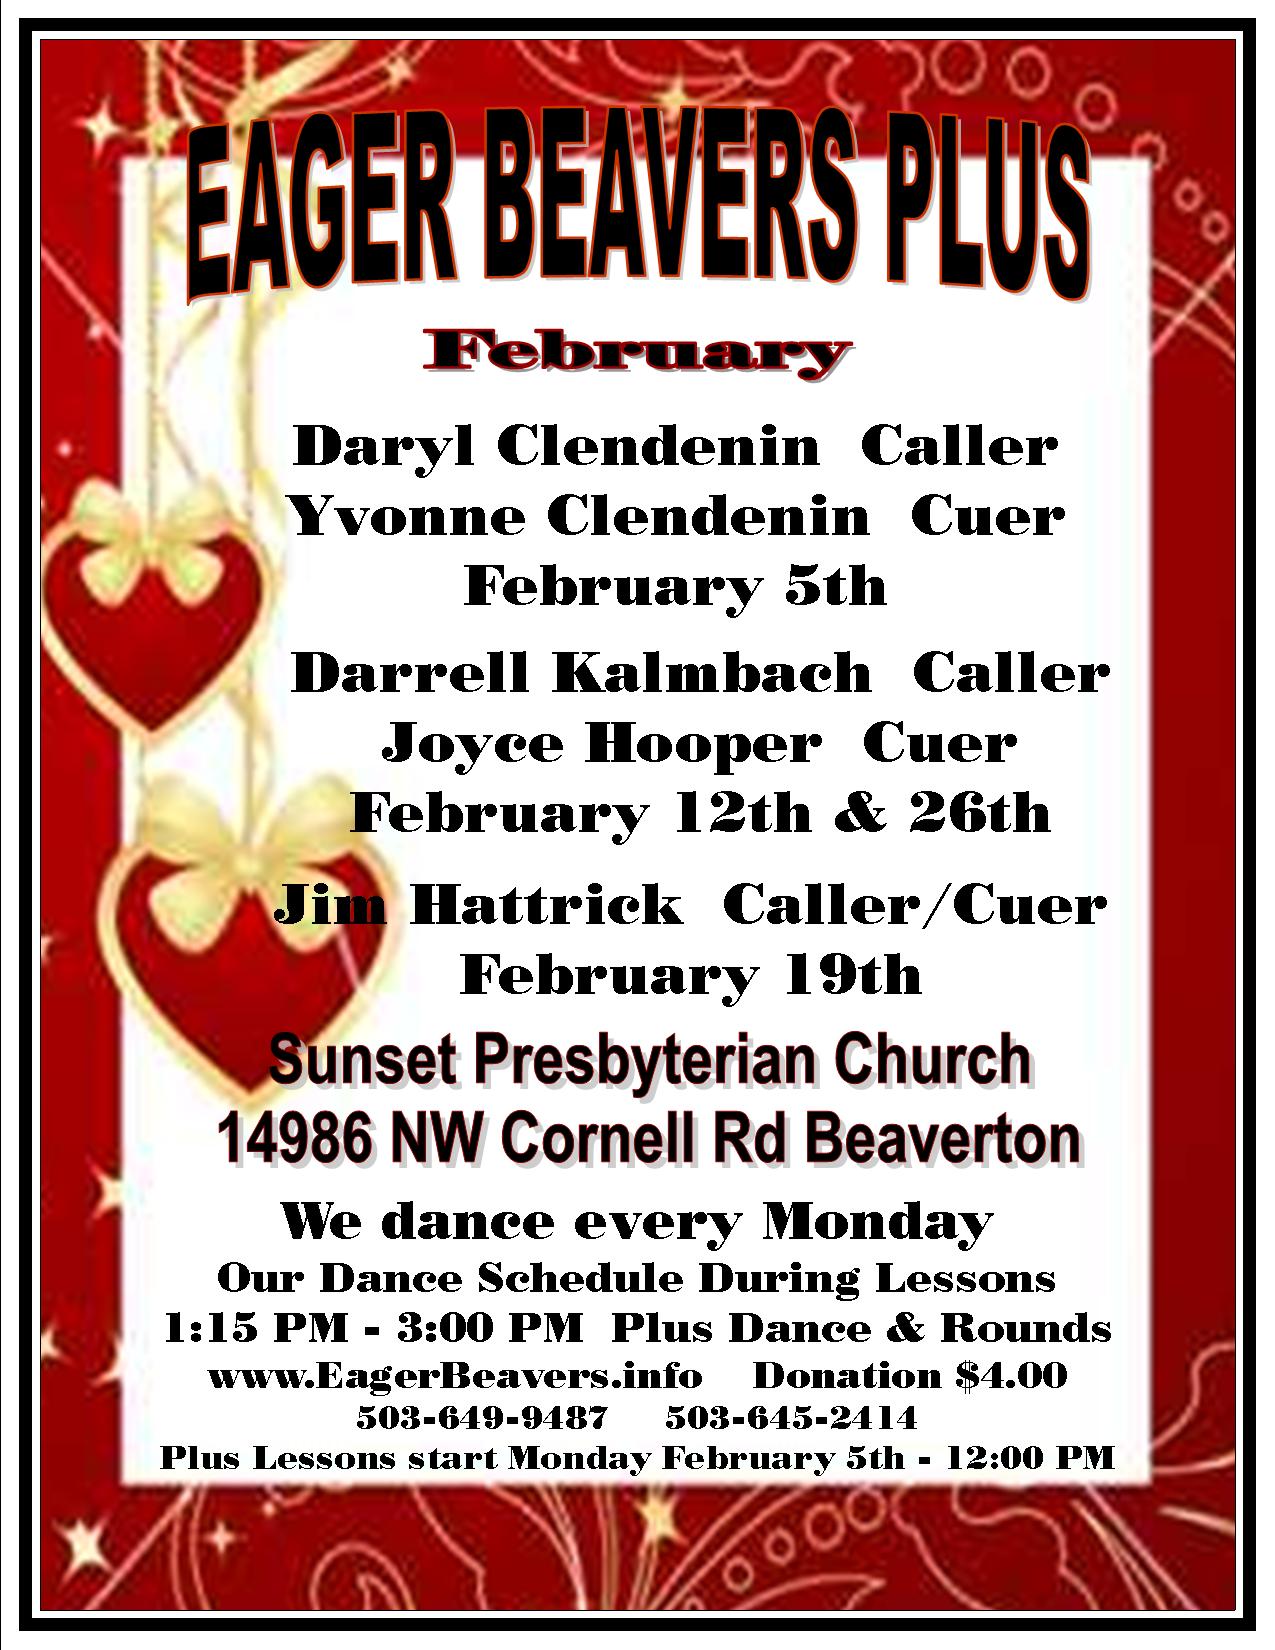 EAGER BEAVERS PLUS
February
Daryl Clendenin  Caller
Yvonne Clendenin  Cuer
February 5th
Darrell Kalmbach  Caller
Joyce Hooper  Cuer
February 12th & 26th
Jim Hattrick  Caller/Cuer
February 19th
Sunset Presbyterian Church
14986 NW Cornell Rd Beaverton
We dance every Monday
Our Dance Schedule During Lessons
1:15 PM - 3:00 PM  Plus Dance & Rounds
www.EagerBeavers.info    Donation $4.00
503-649-9487    503-645-2414
Plus Lessons start Monday February 5th - 12:00 PM